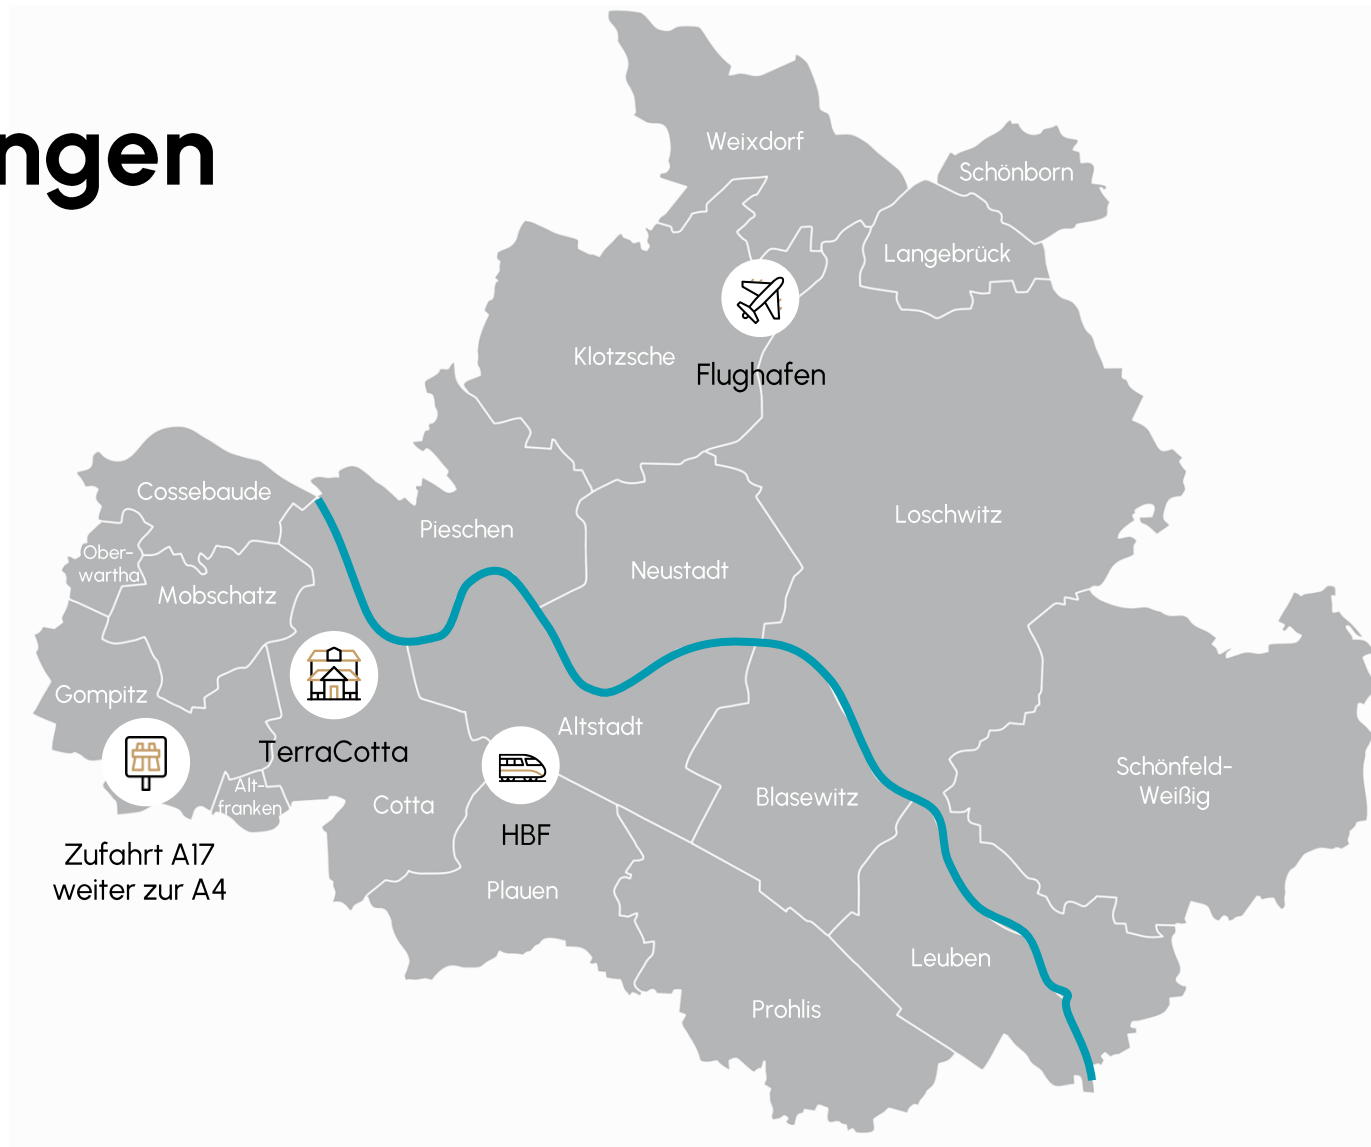 ngen
Weixdorf
Schönborn
Langebrück
Klotzsche
Flughafen
Cossebaude
Pieschen
Loschwitz
Ober-
wartha
Neustadt
Mobschatz
Gompitz
Altstadt
TerraCotta
Schönfeld-
Weißig
Alt-
franken
Cotta
Blasewitz
HBF
Zufahrt A17
weiter zur A4
Plauen
Leuben
Prohlis